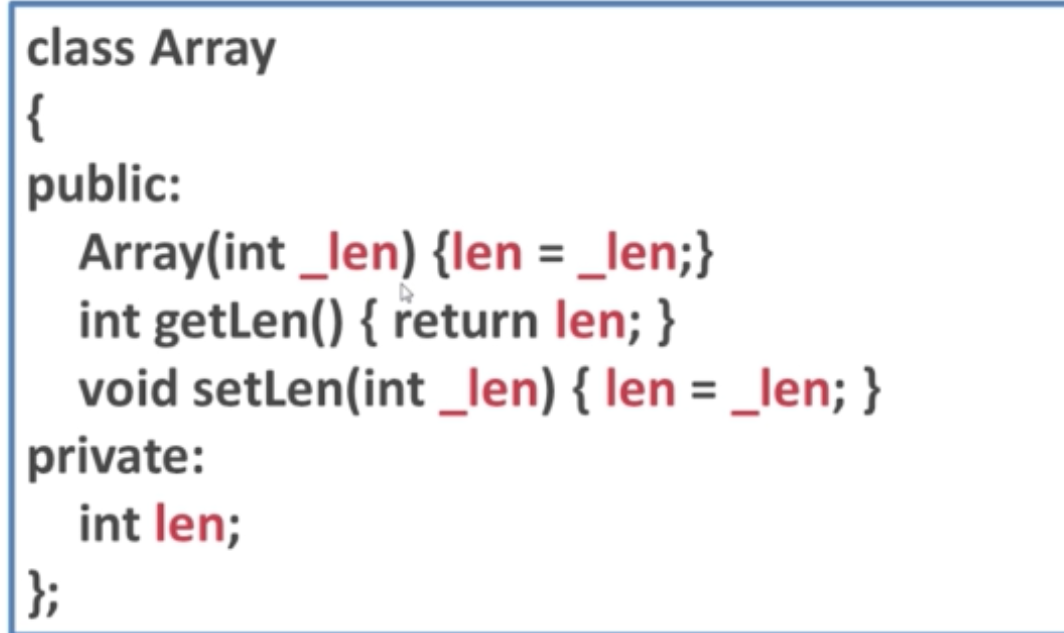 class Array
{
public:
Array(int _len) {len = _len;}
int getLen() { return len; }
void setLen(int _len) { len = _len; }
private:
int len;
};